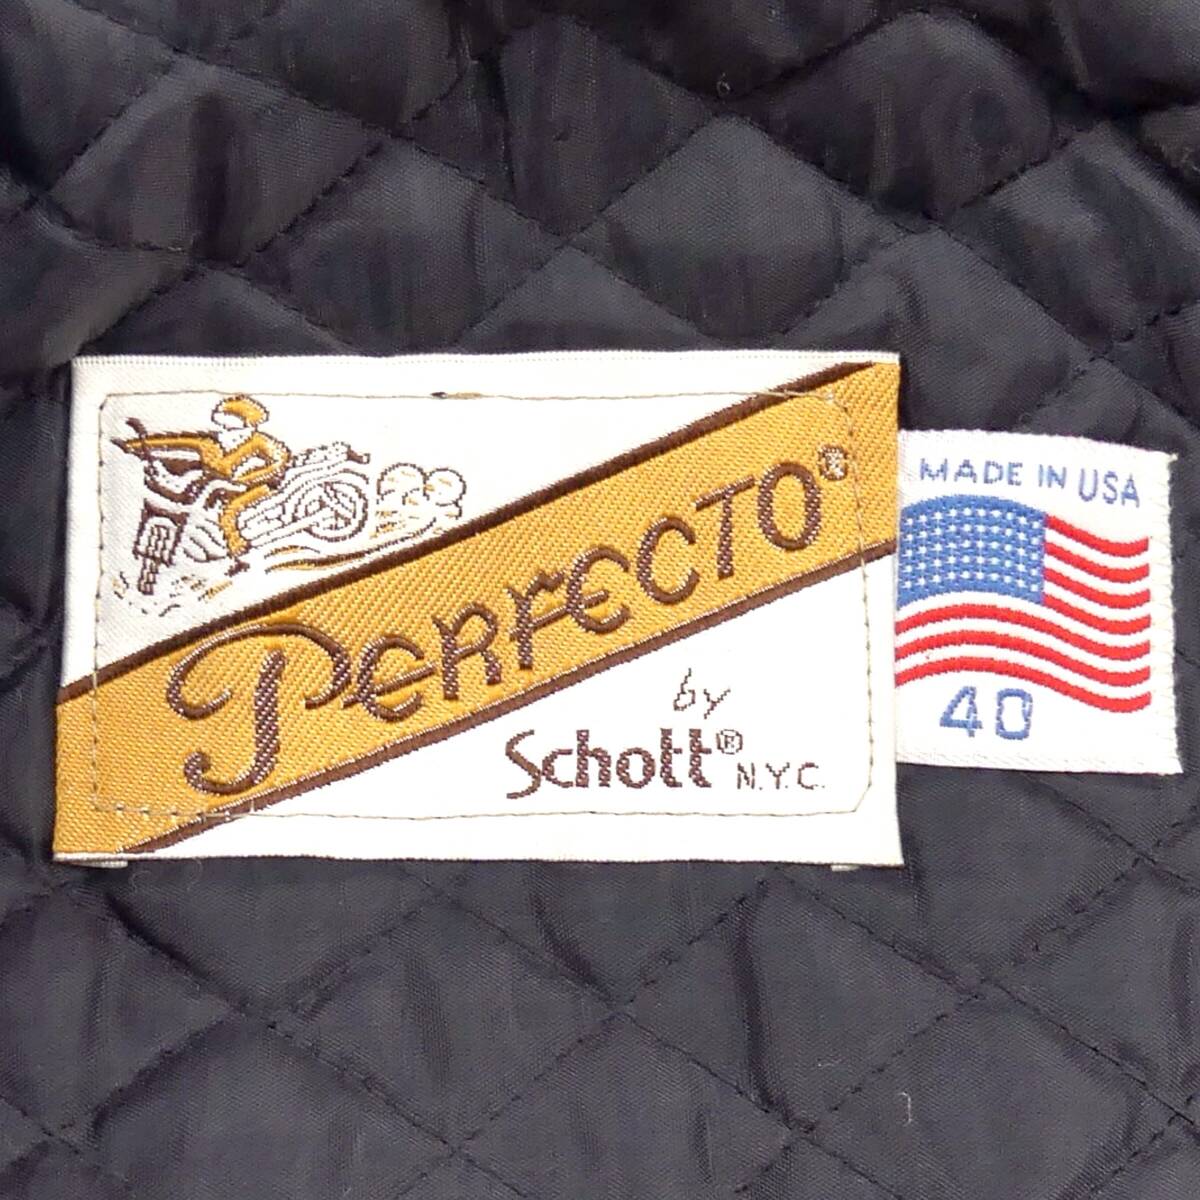 PERFECTO®
by
Schott® N.Y.C.
MADE IN USA
40